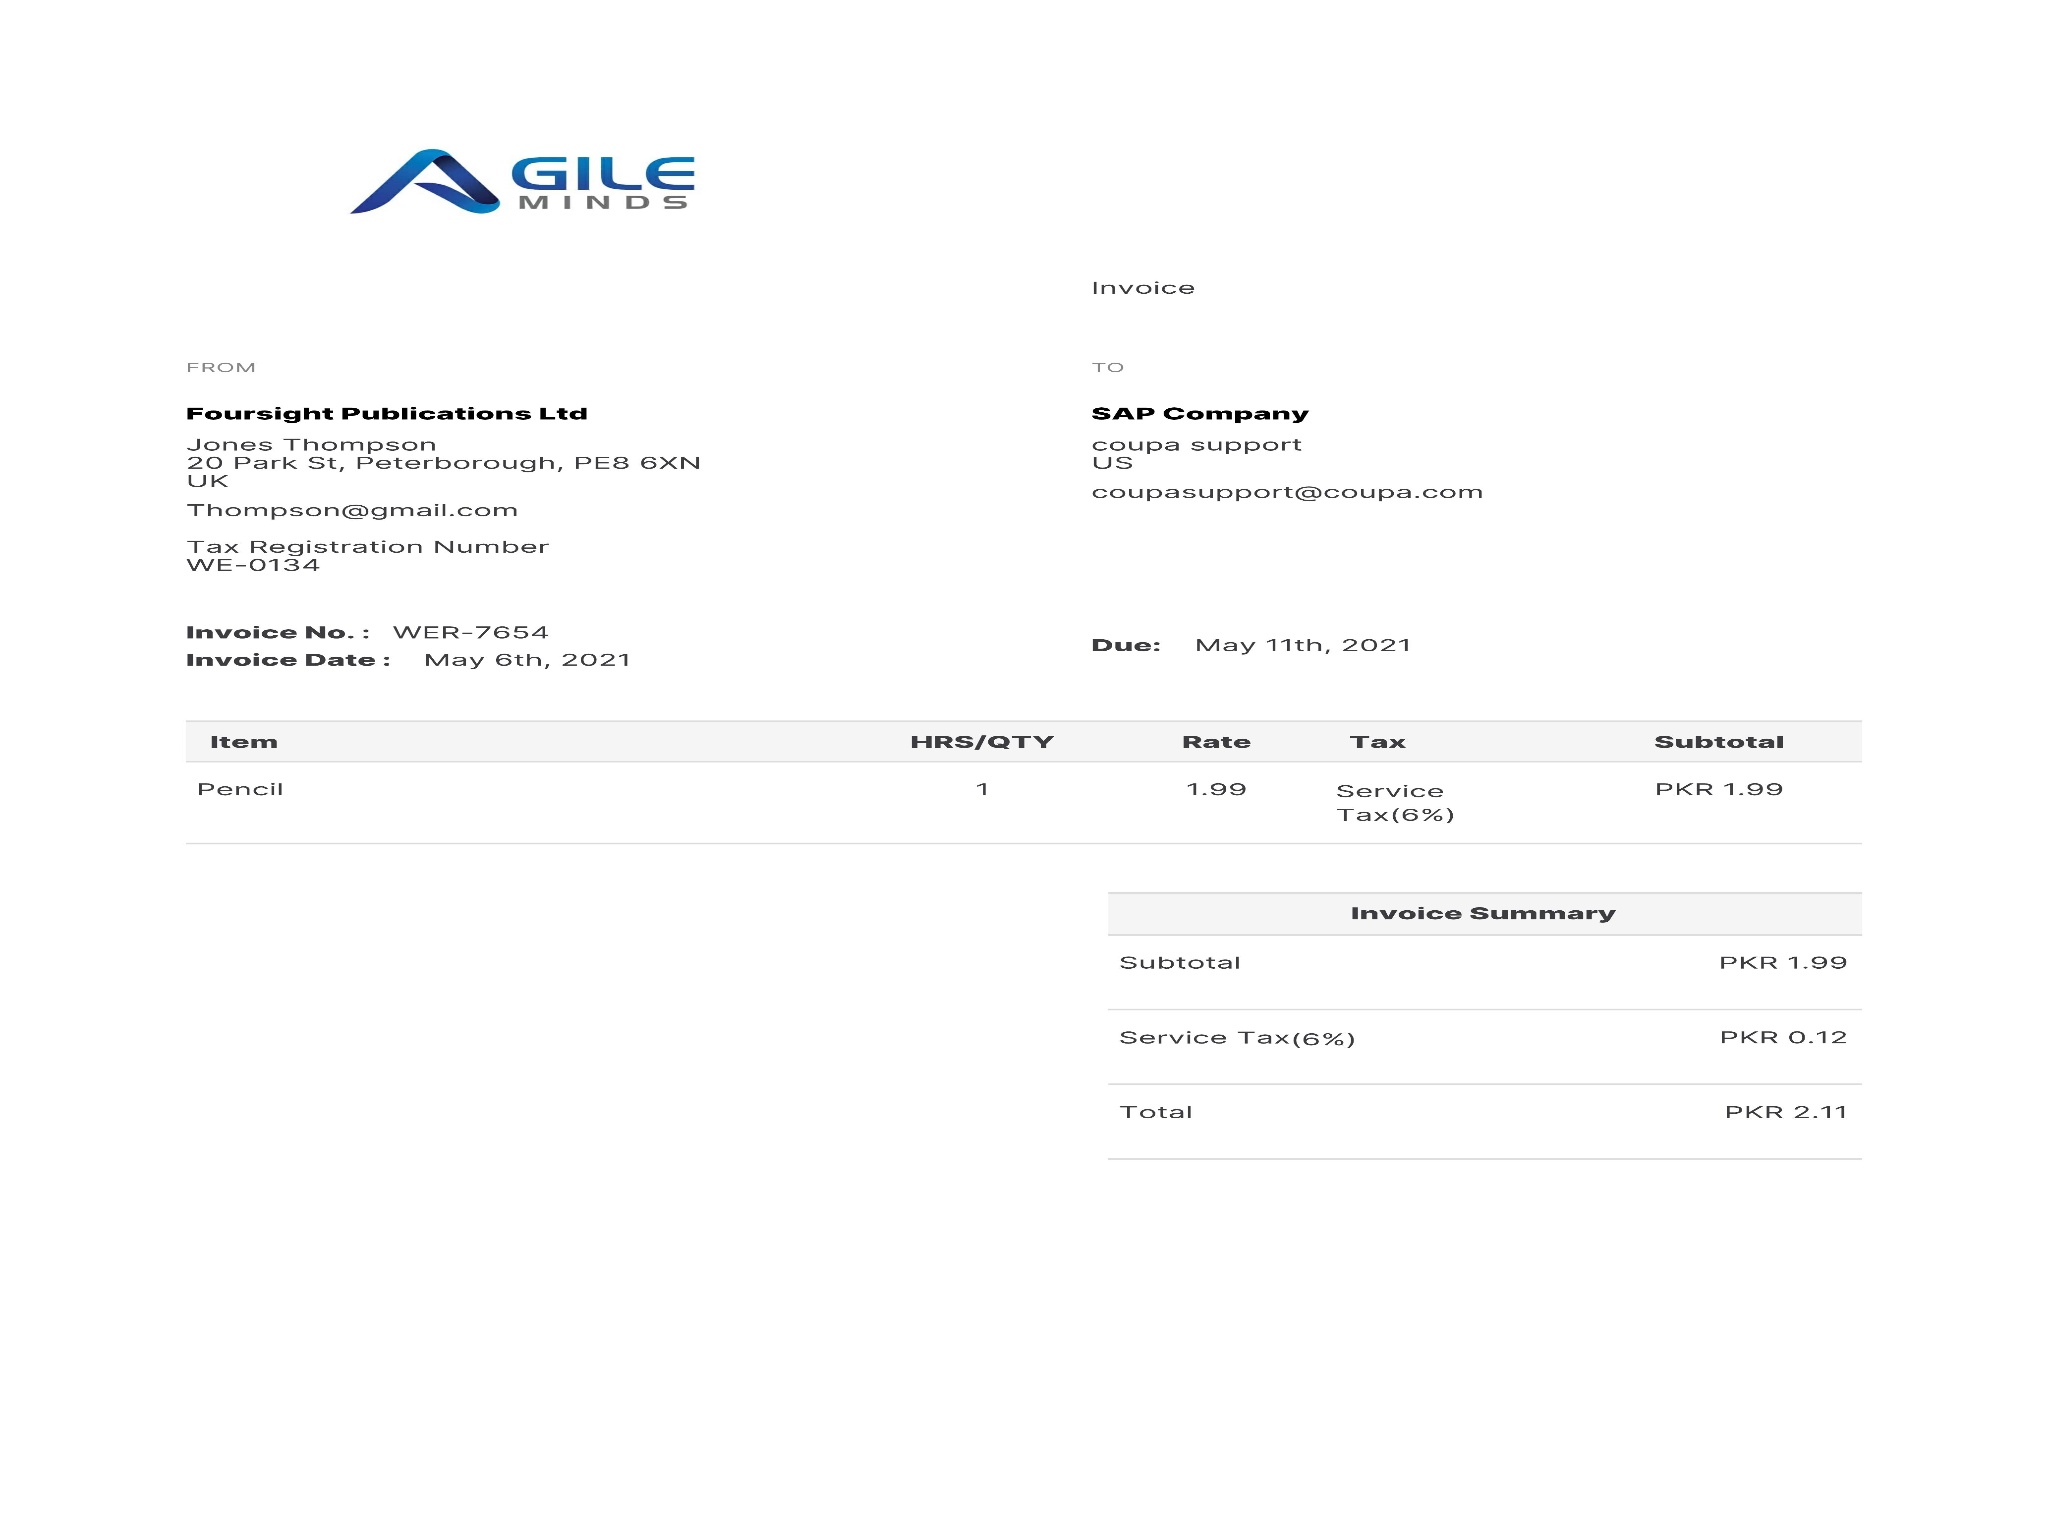 AGILE
MINDS
Invoice
FROM
Foursight Publications Ltd
Jones Thompson
20 Park St, Peterborough, PE8 6XN
UK
Thompson@gmail.com
Tax Registration Number
WE-0134
TO
SAP Company
coupa support
US
coupasupport@coupa.com
Invoice No. : WER-7654
Invoice Date : May 6th, 2021
Due: May 11th, 2021
Item HRS/QTY Rate Tax Subtotal
Pencil 1 1.99 Service Tax(6%) PKR 1.99
Invoice Summary
Subtotal PKR 1.99
Service Tax(6%) PKR 0.12
Total PKR 2.11